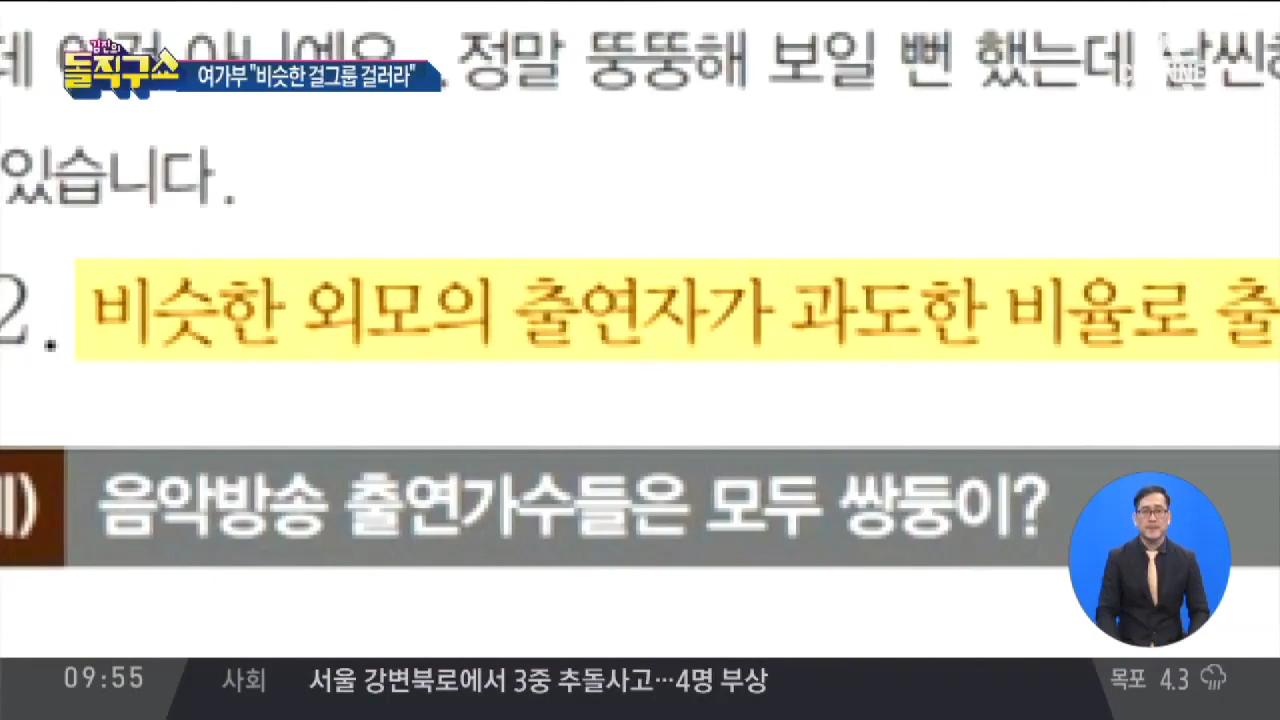 김진의
돌직구쇼
여가부 "비슷한 걸그룹 걸러라"
정말 뚱뚱해 보일 뻔 했는데, 날씬해
있습니다.
2. 비슷한 외모의 출연자가 과도한 비율로 출
음악방송 출연가수들은 모두 쌍둥이?
09:55 사회 서울 강변북로에서 3중 추돌사고…4명 부상 목포 4.3